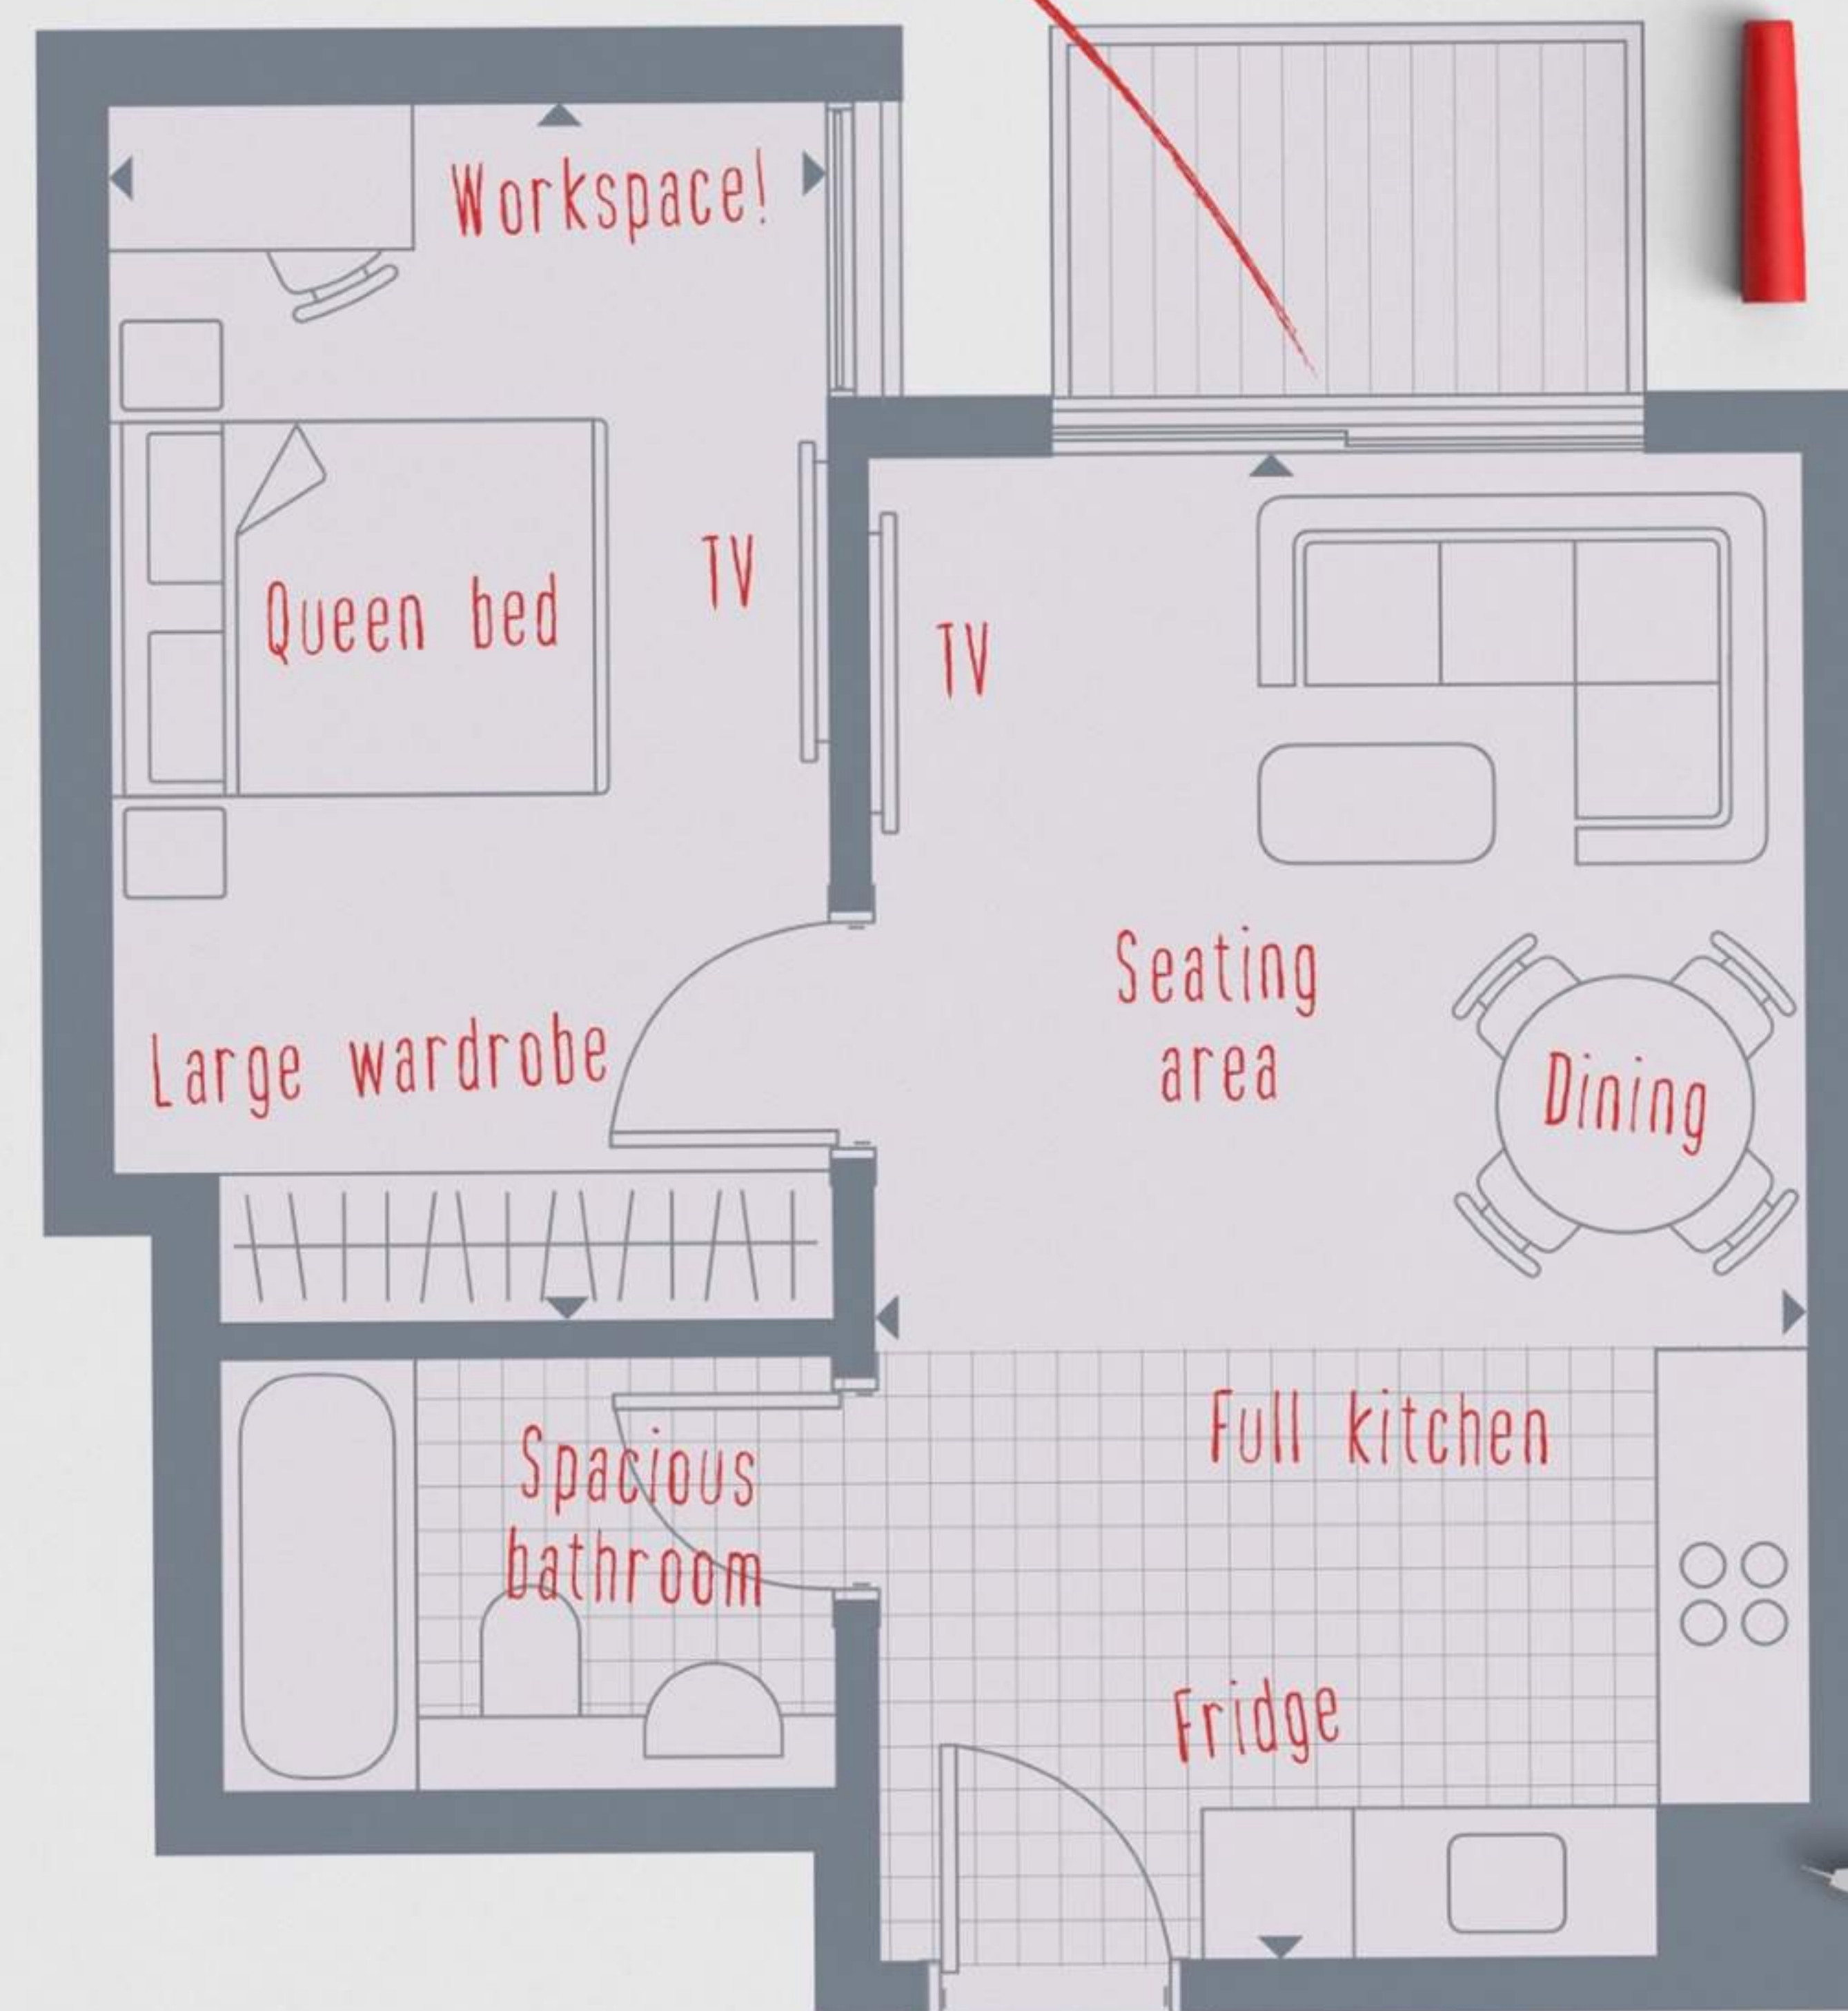 Workspace!
Queen bed
TV
TV
Large wardrobe
Seating
area
Dining
Spacious
bathroom
Full kitchen
Fridge